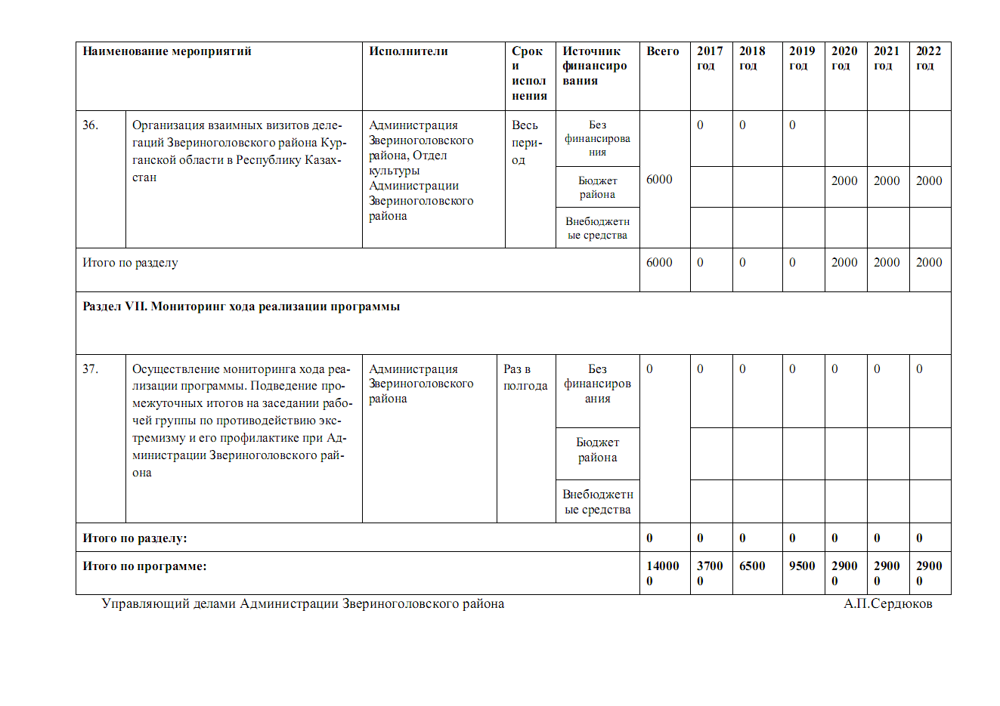 Наименование мероприятий
Исполнители
Срок
и
испол
нения
Источник
финансиро
вания
Всего
2017
год
2018
год
2019
год
2020
год
2021
год
2022
год
36.
Организация взаимных визитов деле-
гаций Звериноголовского района Кур-
ганской области в Республику Казах-
стан
Администрация
Звериноголовского
района, Отдел
культуры
Администрации
Звериноголовского
района
Весь
пери-
од
Без
финансирова
ния
6000
0
0
0
Бюджет
района
2000
2000
2000
Внебюджетн
ые средства
Итого по разделу
6000
0
0
0
2000
2000
2000
Раздел VII. Мониторинг хода реализации программы
37.
Осуществление мониторинга хода реа-
лизации программы. Подведение про-
межуточных итогов на заседании рабо-
чей группы по противодействию экс-
тремизму и его профилактике при Ад-
министрации Звериноголовского рай-
она
Администрация
Звериноголовского
района
Раз в
полгода
Без
финансиров
ания
0
0
0
0
0
0
0
Бюджет
района
Внебюджетн
ые средства
Итого по разделу:
0
0
0
0
0
0
0
Итого по программе:
14000
0
3700
0
6500
9500
2900
0
2900
0
2900
0
Управляющий делами Администрации Звериноголовского района
А.П.Сердюков